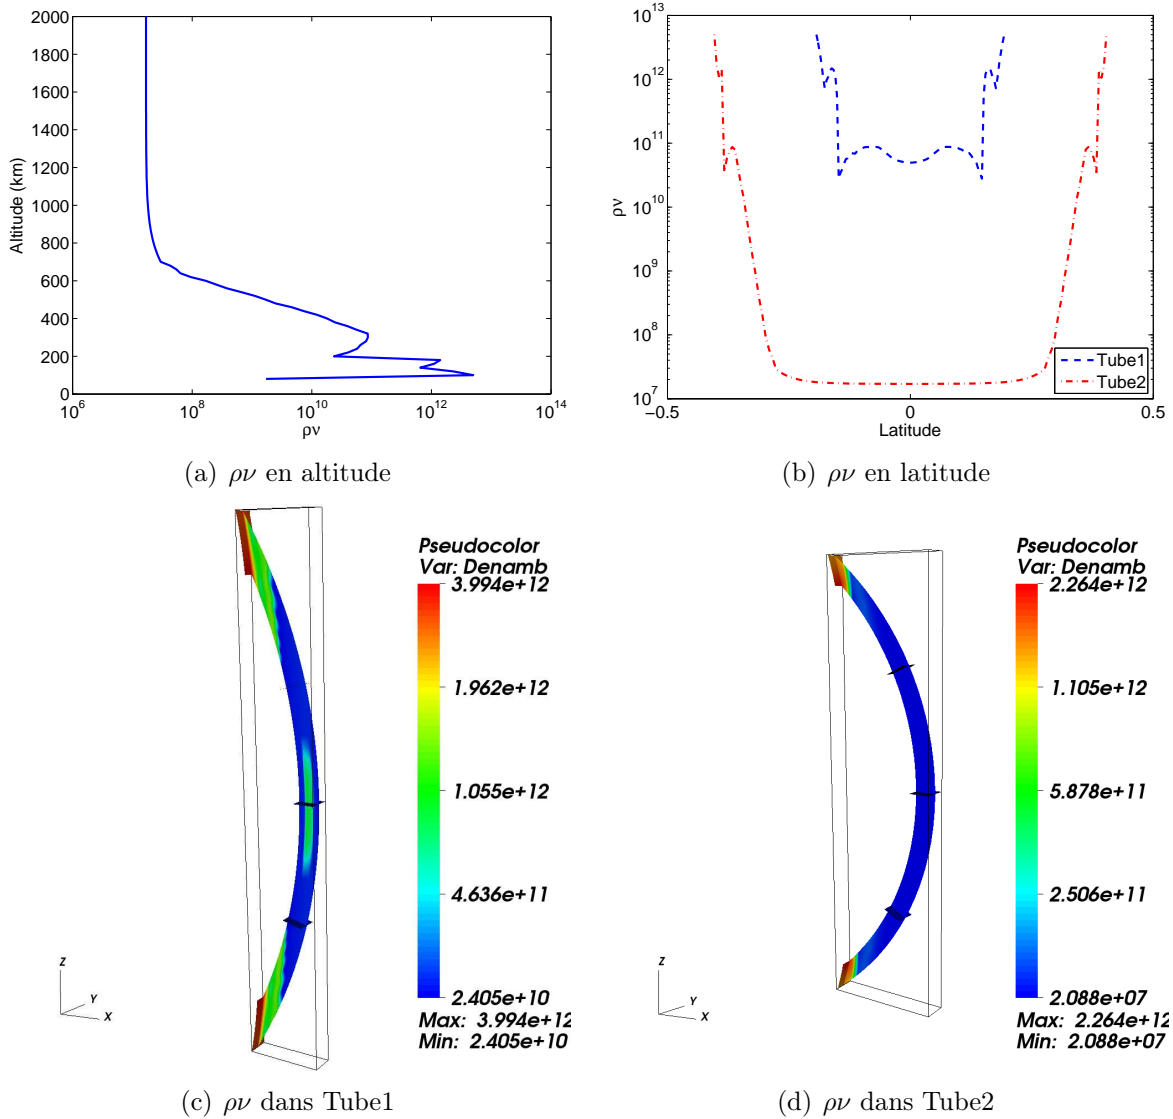 2000
1800
1600
1400
1200
1000
800
600
400
200
0
Altitude (km)
10^6
10^8
10^10
10^12
10^14
ρν
(a) ρν en altitude
10^13
10^12
10^11
10^10
10^9
10^8
10^7
ρν
Tube1
Tube2
−0.5
0
0.5
Latitude
(b) ρν en latitude
Pseudocolor
Var: Denamb
3.994e+12
1.962e+12
1.055e+12
4.636e+11
2.405e+10
Max: 3.994e+12
Min: 2.405e+10
Z
Y
X
(c) ρν dans Tube1
Pseudocolor
Var: Denamb
2.264e+12
1.105e+12
5.878e+11
2.506e+11
2.088e+07
Max: 2.264e+12
Min: 2.088e+07
Z
Y
X
(d) ρν dans Tube2